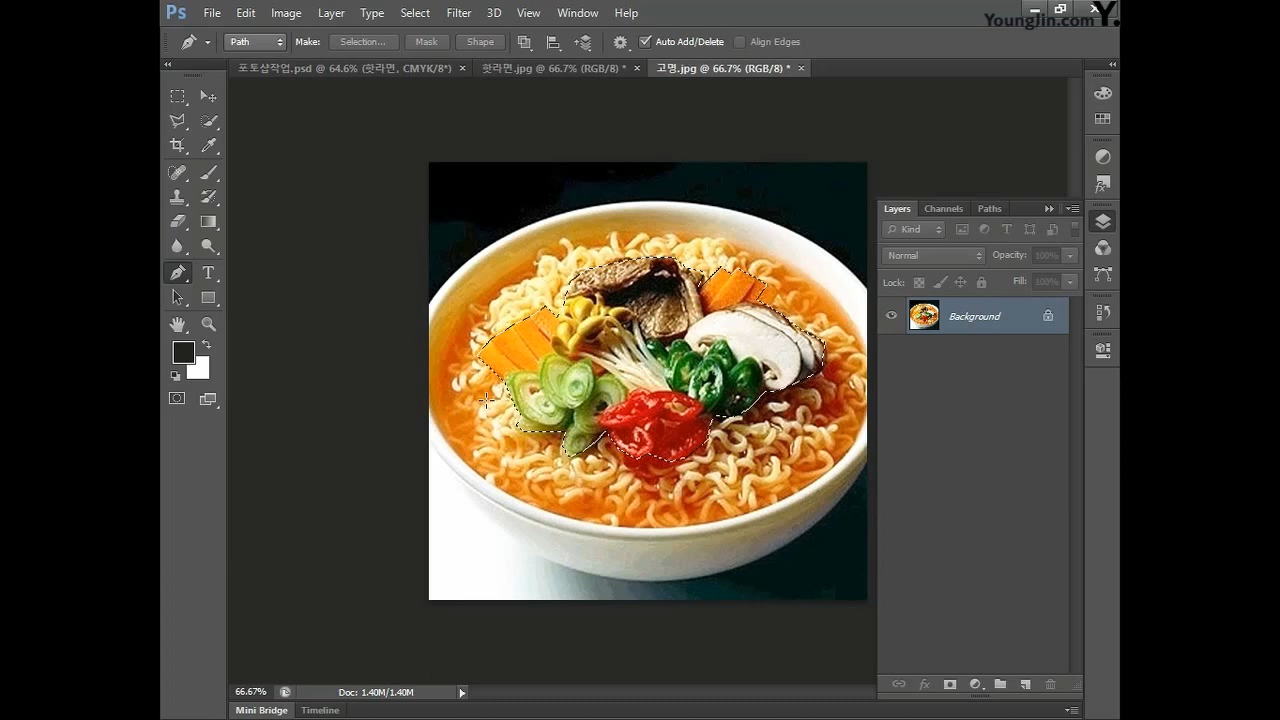 Ps File Edit Image Layer Type Select Filter 3D View Window Help
YoungJin.com Y.
Path Make: Selection... Mask Shape Auto Add/Delete Align Edges
포토샵작업.psd @ 64.6% (핫라면, CMYK/8*) × 핫라면.jpg @ 66.7% (RGB/8) * × 고명.jpg @ 66.7% (RGB/8) * ×
Layers Channels Paths
Kind
Normal Opacity: 100%
Lock: Fill: 100%
Background
66.67% Doc: 1.40M/1.40M
Mini Bridge Timeline